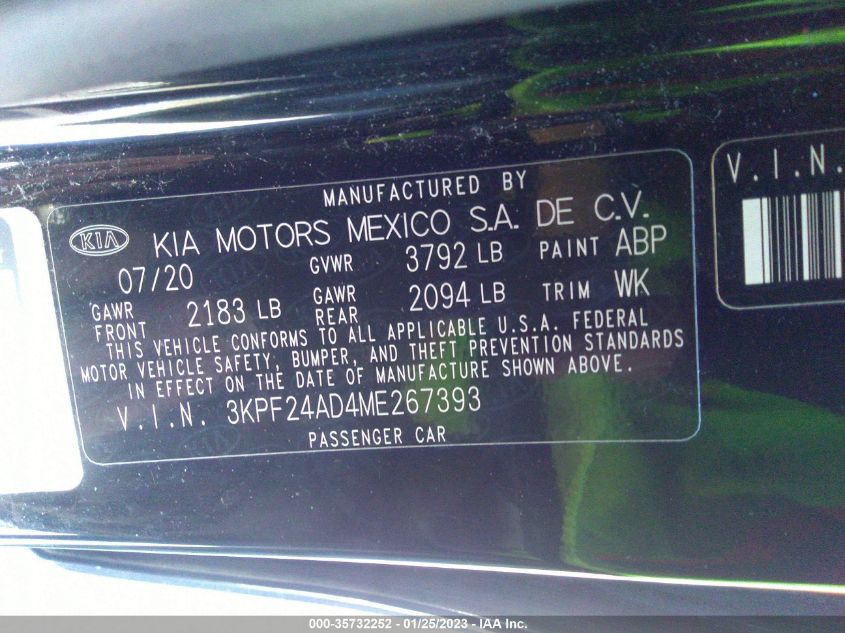 MANUFACTURED BY
KIA KIA MOTORS MEXICO S.A. DE C.V.
07/20 GVWR 3792 LB PAINT ABP
GAWR FRONT 2183 LB GAWR REAR 2094 LB TRIM WK
THIS VEHICLE CONFORMS TO ALL APPLICABLE U.S.A. FEDERAL
MOTOR VEHICLE SAFETY, BUMPER, AND THEFT PREVENTION STANDARDS
IN EFFECT ON THE DATE OF MANUFACTURE SHOWN ABOVE.
V.I.N. 3KPF24AD4ME267393
PASSENGER CAR
V.I.N.
000-35732252 - 01/25/2023 - IAA Inc.